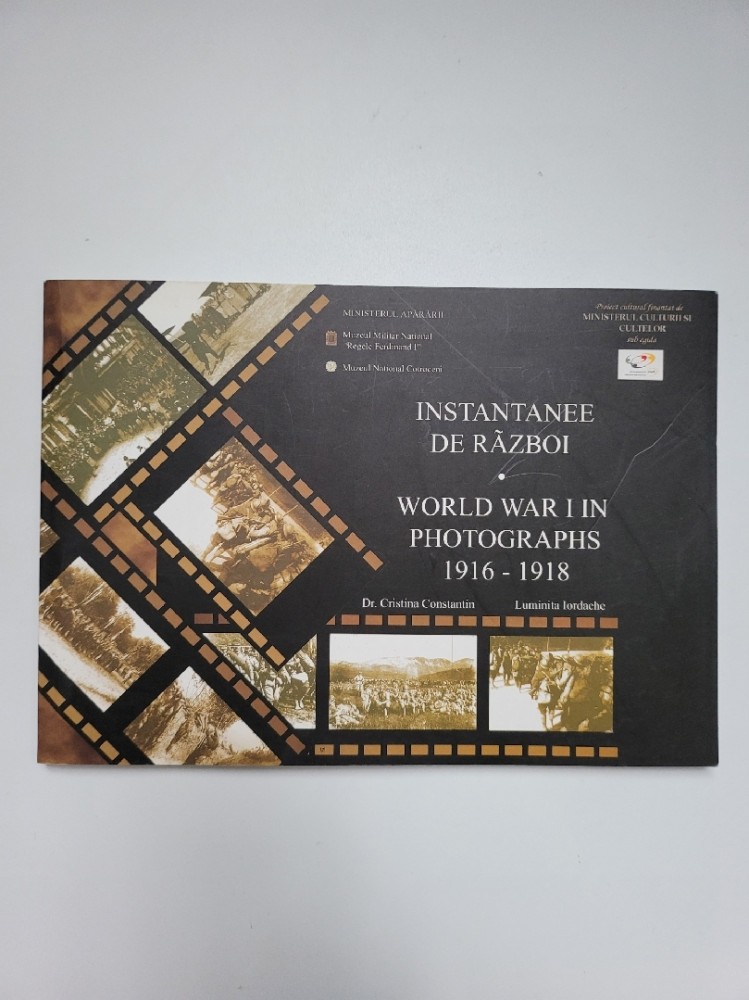 MINISTERUL APĂRĂRII
Muzeul Militar Național
"Regele Ferdinand I"
Muzeul Național Cotroceni
Proiect cultural finanțat de
MINISTERUL CULTURII ȘI
CULTELOR
sub egida
INSTANTANEE
DE RÃZBOI
WORLD WAR I IN
PHOTOGRAPHS
1916 - 1918
Dr. Cristina Constantin Luminita Iordache